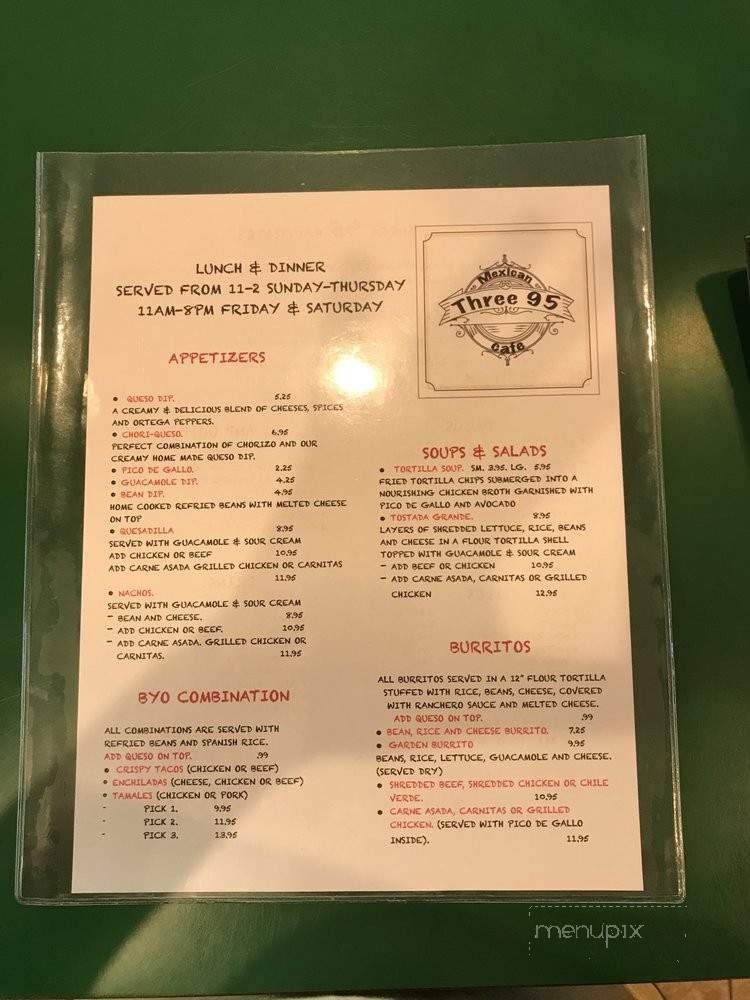 LUNCH & DINNER
SERVED FROM 11-2 SUNDAY-THURSDAY
11AM-8PM FRIDAY & SATURDAY
Mexican
Three 95
Cafe
APPETIZERS
• QUESO DIP. 5.25
A CREAMY & DELICIOUS BLEND OF CHEESES, SPICES
AND ORTEGA PEPPERS.
• CHORI-QUESO. 6.95
PERFECT COMBINATION OF CHORIZO AND OUR
CREAMY HOME MADE QUESO DIP.
• PICO DE GALLO. 2.25
• GUACAMOLE DIP. 4.25
• BEAN DIP. 4.95
HOME COOKED REFRIED BEANS WITH MELTED CHEESE
ON TOP
• QUESADILLA 8.95
SERVED WITH GUACAMOLE & SOUR CREAM
ADD CHICKEN OR BEEF 10.95
ADD CARNE ASADA GRILLED CHICKEN OR CARNITAS
11.95
• NACHOS.
SERVED WITH GUACAMOLE & SOUR CREAM
- BEAN AND CHEESE. 8.95
- ADD CHICKEN OR BEEF. 10.95
- ADD CARNE ASADA. GRILLED CHICKEN OR
CARNITAS. 11.95
BYO COMBINATION
ALL COMBINATIONS ARE SERVED WITH
REFRIED BEANS AND SPANISH RICE.
ADD QUESO ON TOP. .99
• CRISPY TACOS (CHICKEN OR BEEF)
• ENCHILADAS (CHEESE, CHICKEN OR BEEF)
• TAMALES (CHICKEN OR PORK)
- PICK 1. 9.95
- PICK 2. 11.95
- PICK 3. 13.95
SOUPS & SALADS
• TORTILLA SOUP. SM. 3.95. LG. 5.95
FRIED TORTILLA CHIPS SUBMERGED INTO A
NOURISHING CHICKEN BROTH GARNISHED WITH
PICO DE GALLO AND AVOCADO
• TOSTADA GRANDE. 8.95
LAYERS OF SHREDDED LETTUCE, RICE, BEANS
AND CHEESE IN A FLOUR TORTILLA SHELL
TOPPED WITH GUACAMOLE & SOUR CREAM
- ADD BEEF OR CHICKEN 10.95
- ADD CARNE ASADA, CARNITAS OR GRILLED
CHICKEN 12.95
BURRITOS
ALL BURRITOS SERVED IN A 12" FLOUR TORTILLA
STUFFED WITH RICE, BEANS, CHEESE, COVERED
WITH RANCHERO SAUCE AND MELTED CHEESE.
ADD QUESO ON TOP. .99
• BEAN, RICE AND CHEESE BURRITO. 7.25
• GARDEN BURRITO 9.95
BEANS, RICE, LETTUCE, GUACAMOLE AND CHEESE.
(SERVED DRY)
• SHREDDED BEEF, SHREDDED CHICKEN OR CHILE
VERDE. 10.95
• CARNE ASADA, CARNITAS OR GRILLED
CHICKEN. (SERVED WITH PICO DE GALLO
INSIDE). 11.95
menupix